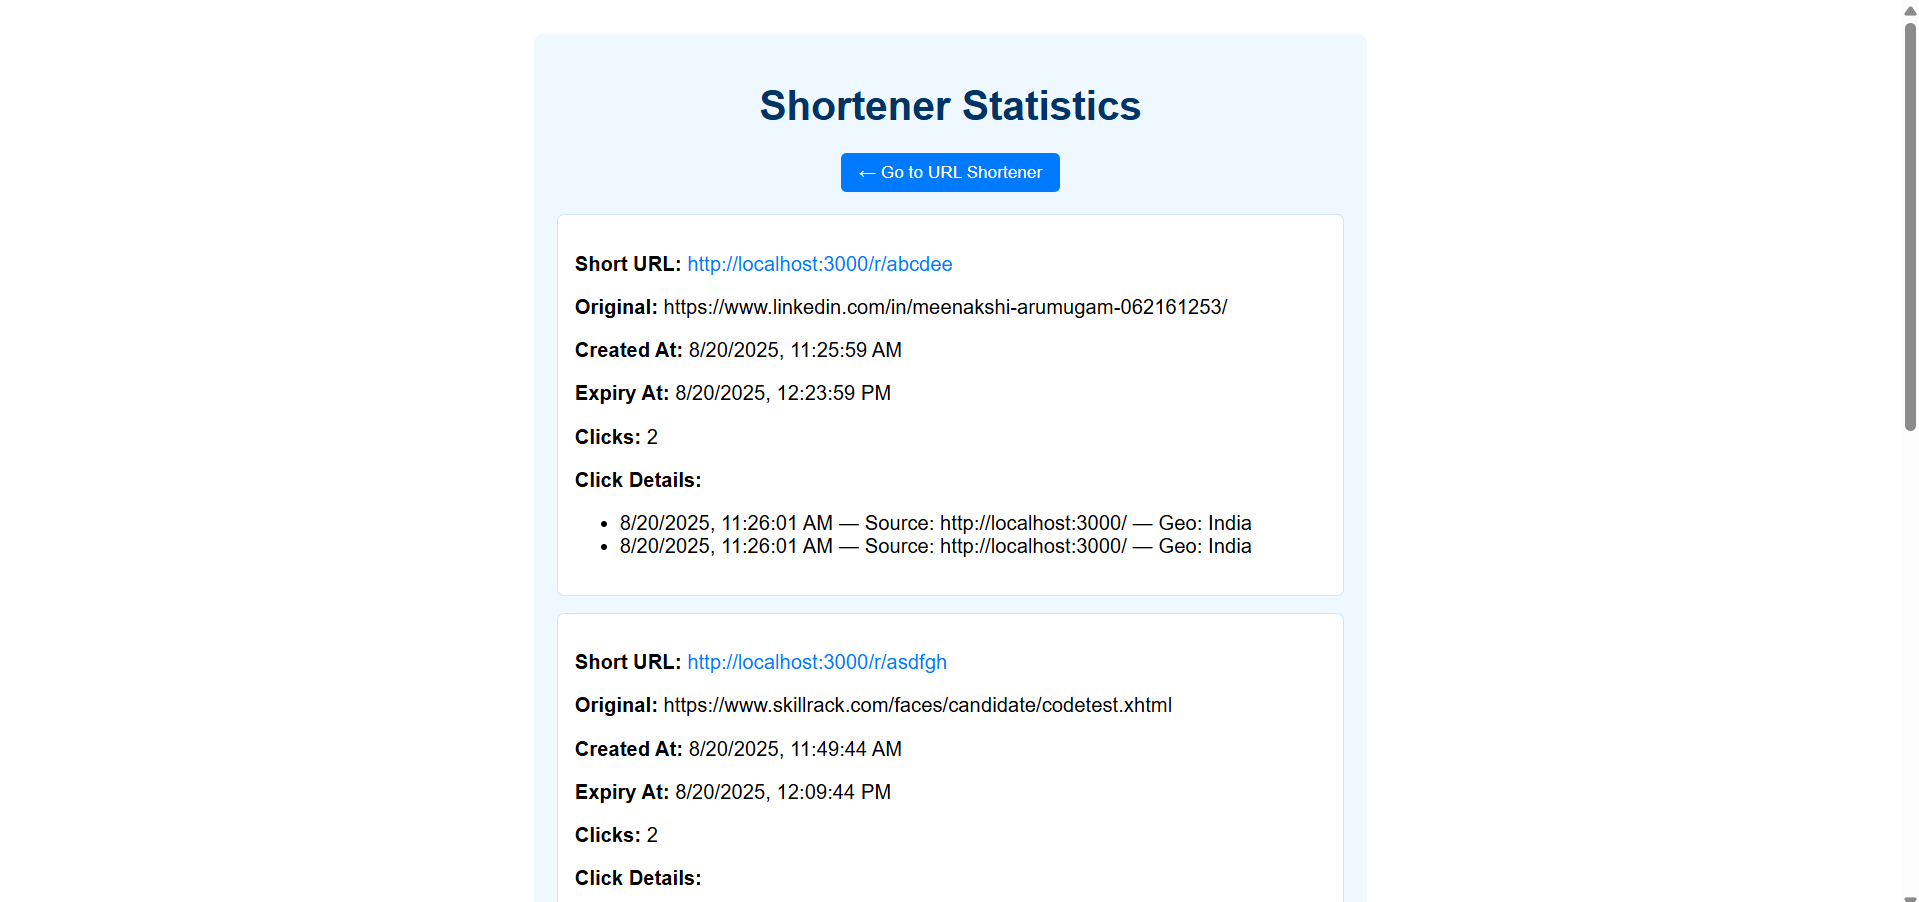 Shortener Statistics
← Go to URL Shortener
Short URL: http://localhost:3000/r/abcdee
Original: https://www.linkedin.com/in/meenakshi-arumugam-062161253/
Created At: 8/20/2025, 11:25:59 AM
Expiry At: 8/20/2025, 12:23:59 PM
Clicks: 2
Click Details:
• 8/20/2025, 11:26:01 AM — Source: http://localhost:3000/ — Geo: India
• 8/20/2025, 11:26:01 AM — Source: http://localhost:3000/ — Geo: India
Short URL: http://localhost:3000/r/asdfgh
Original: https://www.skillrack.com/faces/candidate/codetest.xhtml
Created At: 8/20/2025, 11:49:44 AM
Expiry At: 8/20/2025, 12:09:44 PM
Clicks: 2
Click Details: